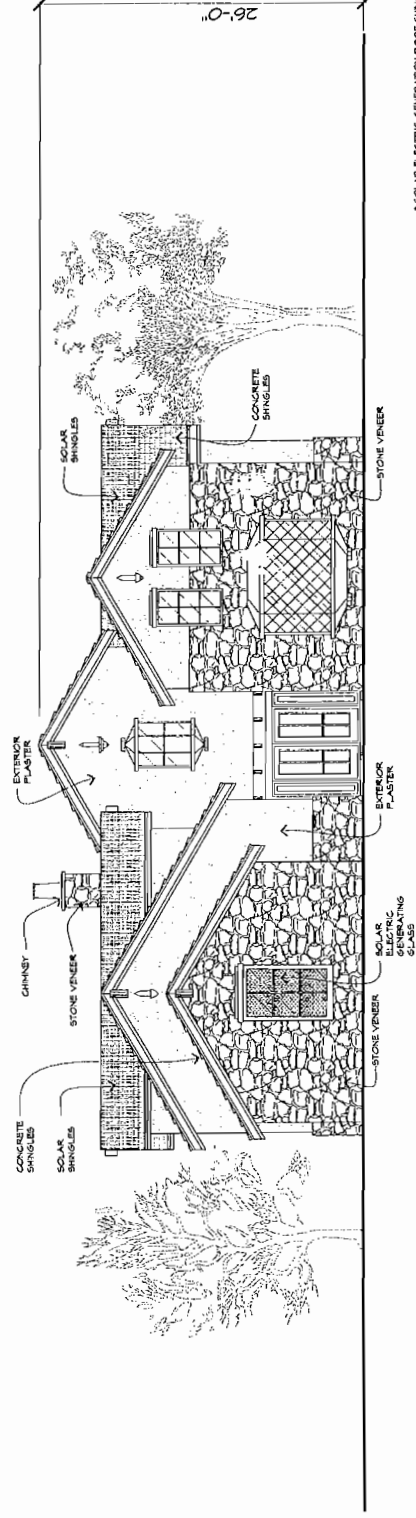 CONCRETE
SHINGLES
SOLAR
SHINGLES
CHIMNEY
STONE VENEER
EXTERIOR
PLASTER
SOLAR
SHINGLES
CONCRETE
SHINGLES
26'-0"
STONE VENEER
SOLAR
ELECTRIC
GENERATING
GLASS
EXTERIOR
PLASTER
STONE VENEER